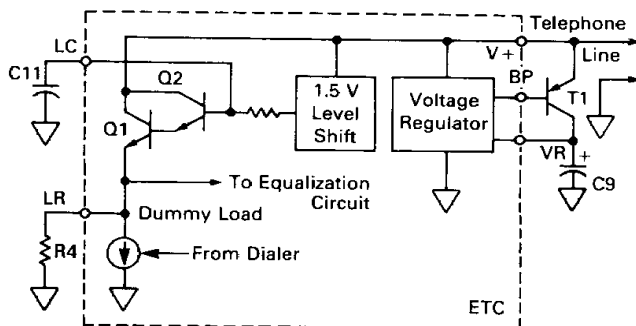 Telephone
Line
V+
LC
C11
Q2
Q1
1.5 V
Level
Shift
Voltage
Regulator
BP
T1
VR
+
C9
To Equalization
Circuit
LR
Dummy Load
R4
From Dialer
ETC